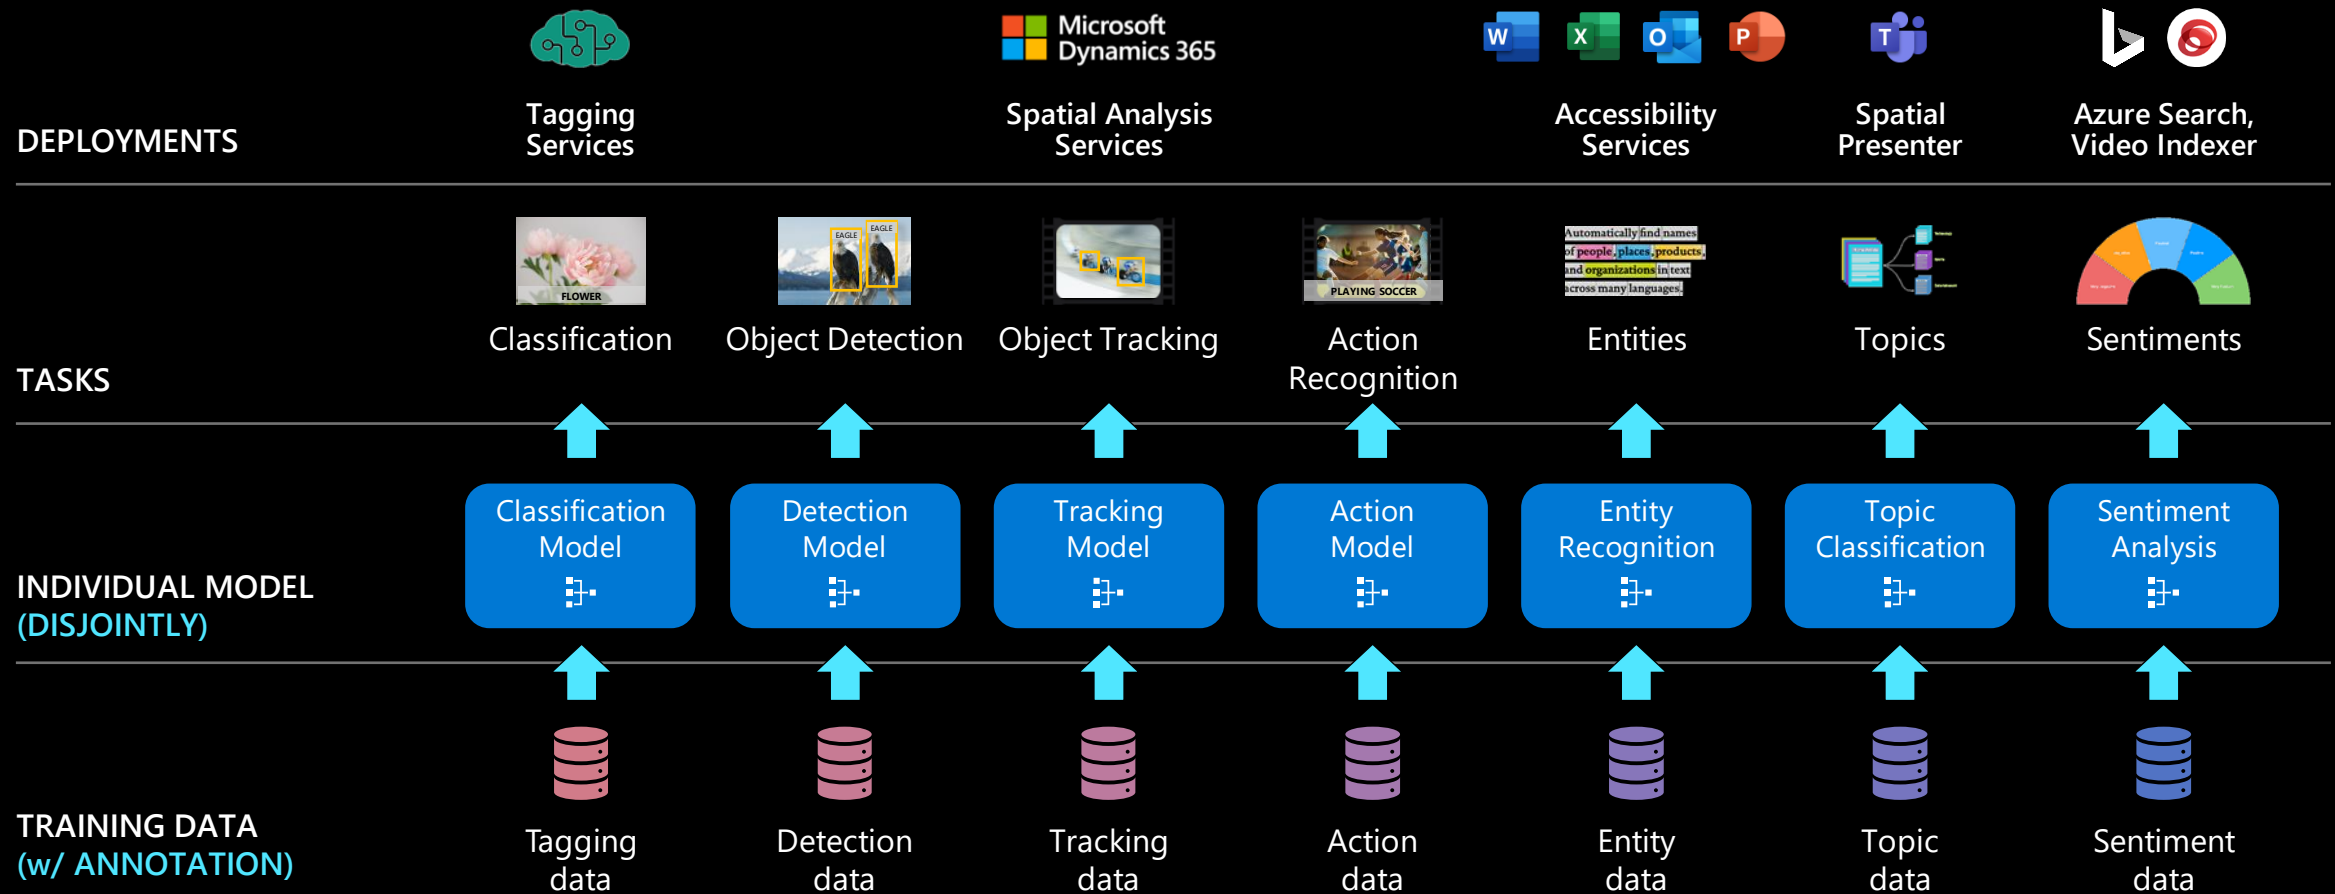 Microsoft
Dynamics 365
W
X
O
P
T
DEPLOYMENTS
Tagging
Services
Spatial Analysis
Services
Accessibility
Services
Spatial
Presenter
Azure Search,
Video Indexer
TASKS
FLOWER
Classification
EAGLE
EAGLE
Object Detection
Object Tracking
PLAYING SOCCER
Action
Recognition
Automatically find names
of people, places, products,
and organizations in text
across many languages.
Entities
Topics
Sentiments
INDIVIDUAL MODEL
(DISJOINTLY)
Classification
Model
Detection
Model
Tracking
Model
Action
Model
Entity
Recognition
Topic
Classification
Sentiment
Analysis
TRAINING DATA
(w/ ANNOTATION)
Tagging
data
Detection
data
Tracking
data
Action
data
Entity
data
Topic
data
Sentiment
data